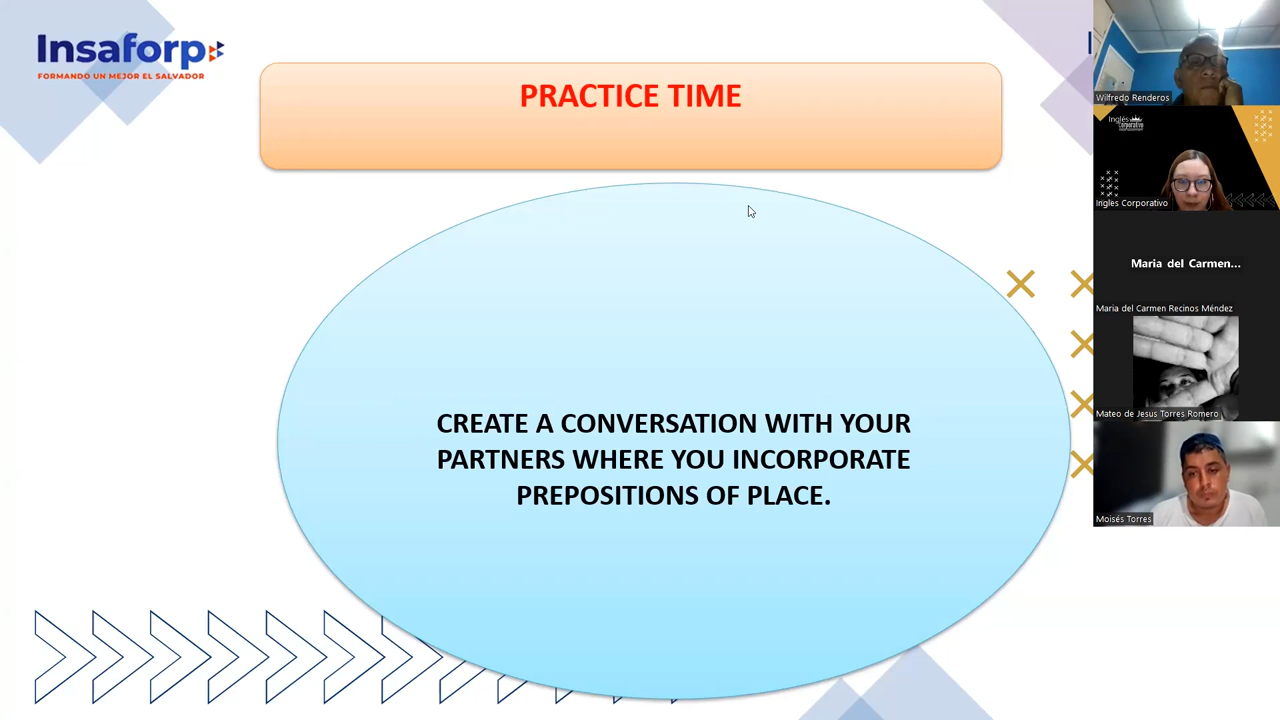 Insaforp
FORMANDO UN MEJOR EL SALVADOR
PRACTICE TIME
CREATE A CONVERSATION WITH YOUR
PARTNERS WHERE YOU INCORPORATE
PREPOSITIONS OF PLACE.
Wilfredo Renderos
Inglés
Corporativo
Ingles Corporativo
Maria del Carmen...
Maria del Carmen Recinos Méndez
Mateo de Jesus Torres Romero
Moisés Torres